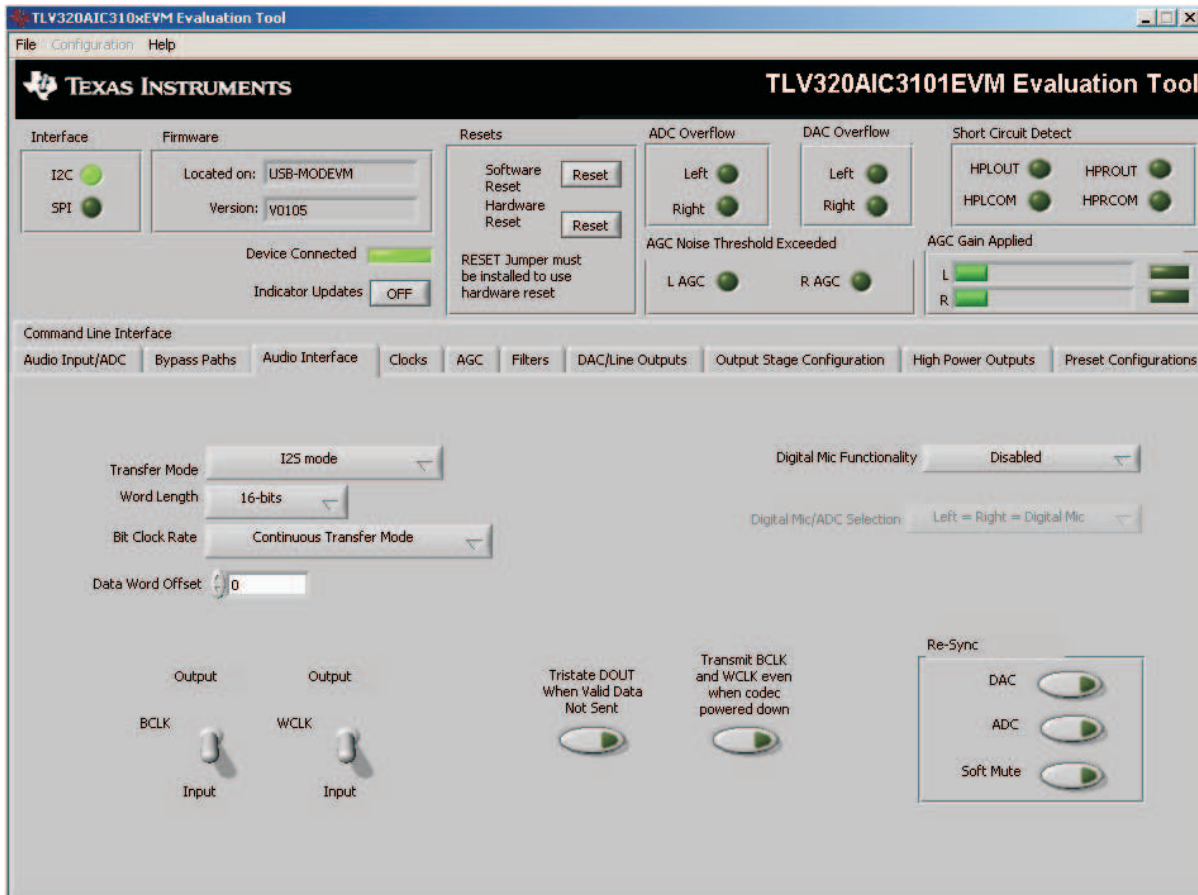 TLV320AIC310xEVM Evaluation Tool
File Configuration Help
TEXAS INSTRUMENTS
TLV320AIC3101EVM Evaluation Tool
Interface
I2C
SPI
Firmware
Located on: USB-MODEVM
Version: V0105
Device Connected
Indicator Updates OFF
Resets
Software Reset
Reset
Hardware Reset
Reset
RESET Jumper must
be installed to use
hardware reset
ADC Overflow
Left
Right
DAC Overflow
Left
Right
Short Circuit Detect
HPLOUT HPROUT
HPLCOM HPRCOM
AGC Noise Threshold Exceeded
L AGC R AGC
AGC Gain Applied
L
R
Command Line Interface
Audio Input/ADC Bypass Paths Audio Interface Clocks AGC Filters DAC/Line Outputs Output Stage Configuration High Power Outputs Preset Configurations
Transfer Mode I2S mode
Word Length 16-bits
Bit Clock Rate Continuous Transfer Mode
Data Word Offset 0
Digital Mic Functionality Disabled
Digital Mic/ADC Selection Left = Right = Digital Mic
Output
BCLK
Input
Output
WCLK
Input
Tristate DOUT
When Valid Data
Not Sent
Transmit BCLK
and WCLK even
when codec
powered down
Re-Sync
DAC
ADC
Soft Mute